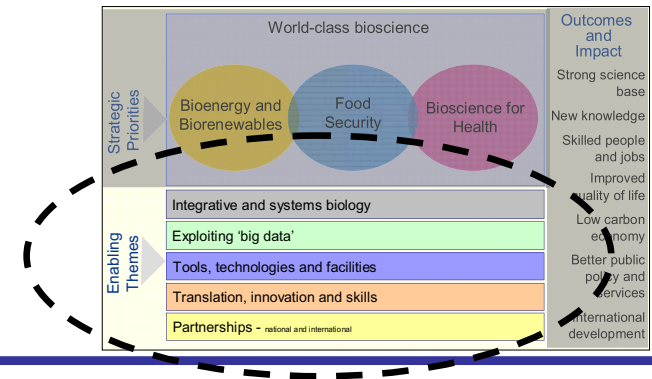 World-class bioscience
Strategic
Priorities
Bioenergy and
Biorenewables
Food
Security
Bioscience for
Health
Enabling
Themes
Integrative and systems biology
Exploiting ‘big data’
Tools, technologies and facilities
Translation, innovation and skills
Partnerships - national and international
Outcomes
and
Impact
Strong science
base
New knowledge
Skilled people
and jobs
Improved
quality of life
Low carbon
economy
Better public
policy and
services
International
development